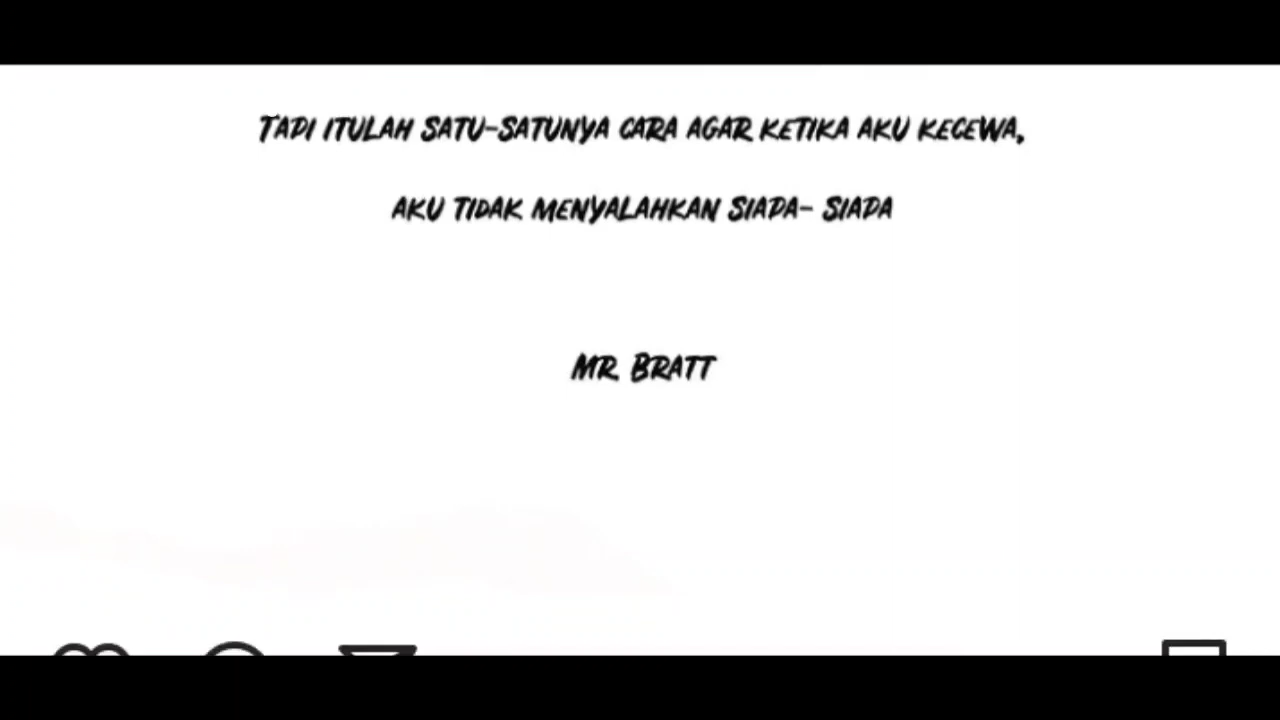 TAPI ITULAH SATU-SATUNYA CARA AGAR KETIKA AKU KECEWA,
AKU TIDAK MENYALAHKAN SIAPA- SIAPA
MR. BRATT